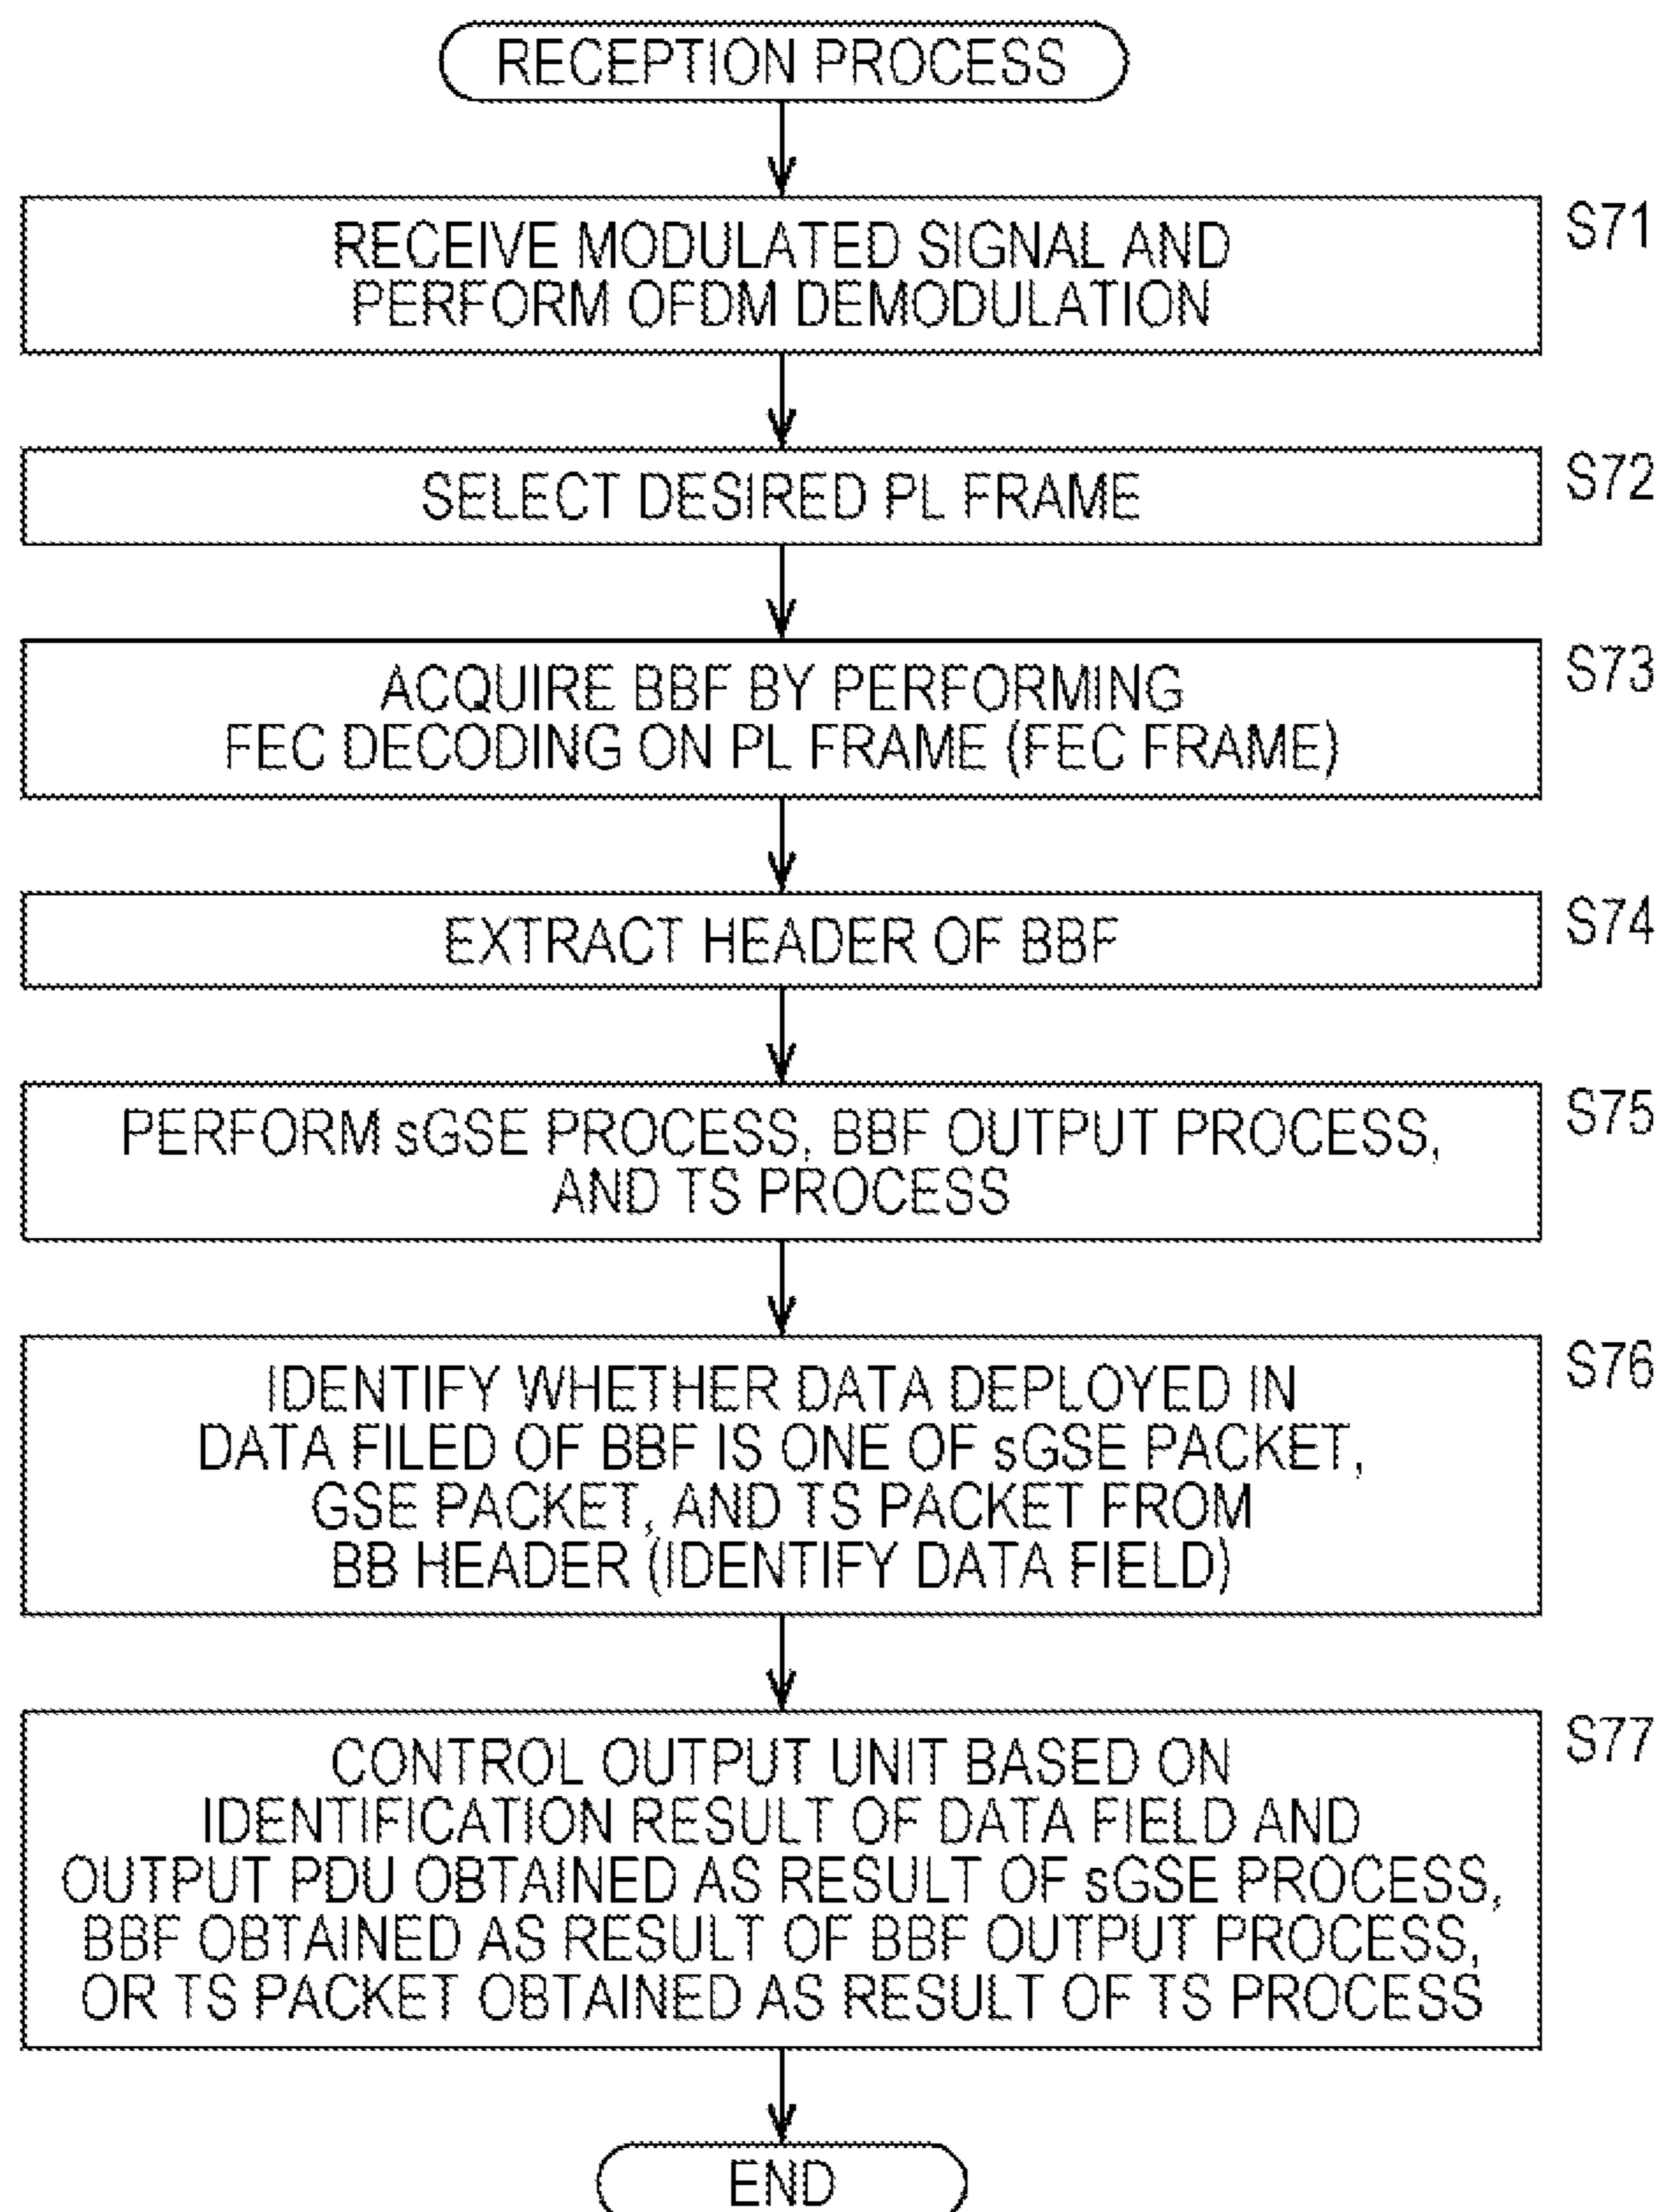 RECEPTION PROCESS
RECEIVE MODULATED SIGNAL AND
PERFORM OFDM DEMODULATION
S71
SELECT DESIRED PL FRAME
S72
ACQUIRE BBF BY PERFORMING
FEC DECODING ON PL FRAME (FEC FRAME)
S73
EXTRACT HEADER OF BBF
S74
PERFORM sGSE PROCESS, BBF OUTPUT PROCESS,
AND TS PROCESS
S75
IDENTIFY WHETHER DATA DEPLOYED IN
DATA FILED OF BBF IS ONE OF sGSE PACKET,
GSE PACKET, AND TS PACKET FROM
BB HEADER (IDENTIFY DATA FIELD)
S76
CONTROL OUTPUT UNIT BASED ON
IDENTIFICATION RESULT OF DATA FIELD AND
OUTPUT PDU OBTAINED AS RESULT OF sGSE PROCESS,
BBF OBTAINED AS RESULT OF BBF OUTPUT PROCESS,
OR TS PACKET OBTAINED AS RESULT OF TS PROCESS
S77
END